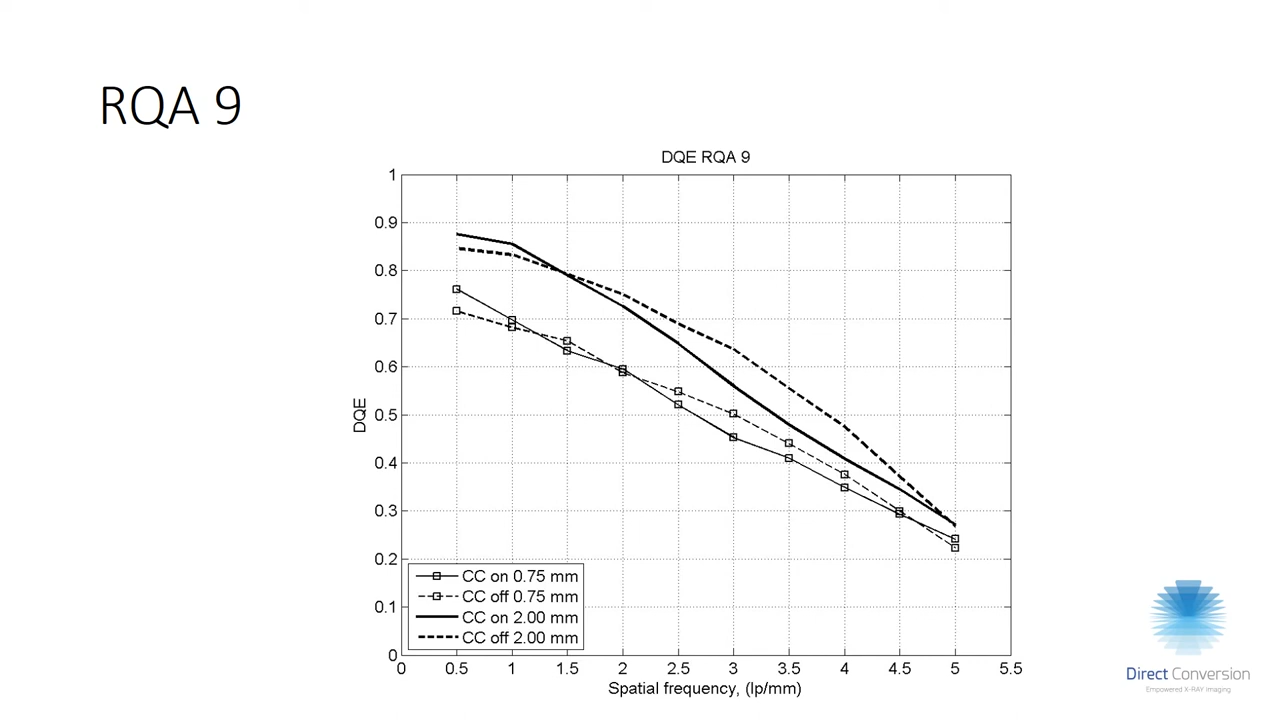 RQA 9
DQE RQA 9
1
0.9
0.8
0.7
0.6
0.5
0.4
0.3
0.2
0.1
0
DQE
CC on 0.75 mm
CC off 0.75 mm
CC on 2.00 mm
CC off 2.00 mm
0 0.5 1 1.5 2 2.5 3 3.5 4 4.5 5 5.5
Spatial frequency, (lp/mm)
Direct Conversion
Empowered X-RAY imaging